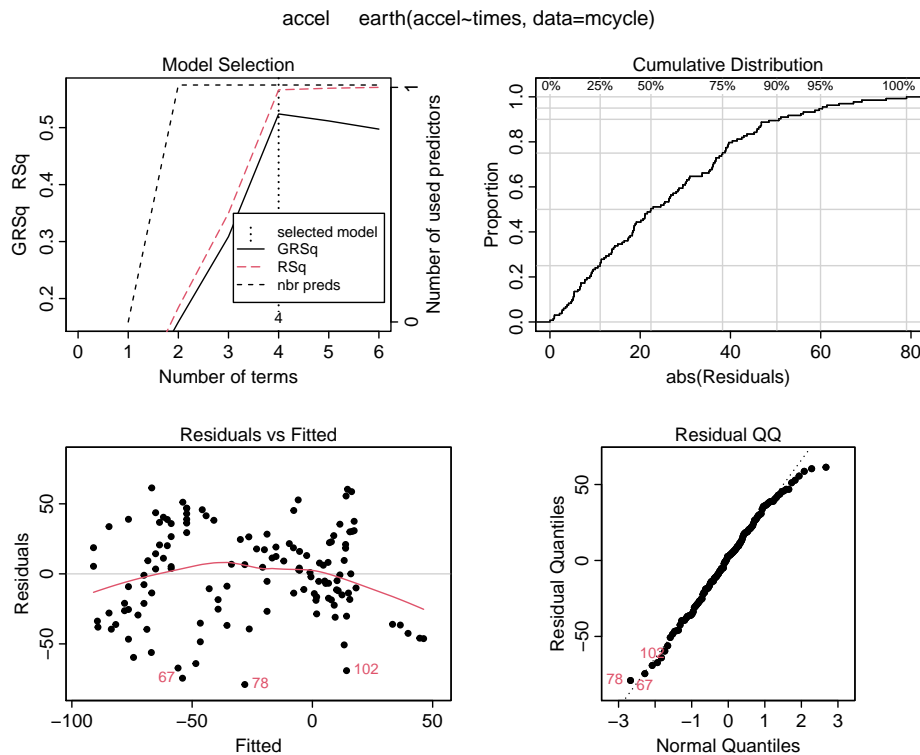 accel earth(accel~times, data=mcycle)
Model Selection
GRSq RSq
0.2 0.3 0.4 0.5
0 1 2 3 4 5 6
Number of terms
0 1
Number of used predictors
selected model
GRSq
RSq
nbr preds
4
Cumulative Distribution
0% 25% 50% 75% 90% 95% 100%
Proportion
0.0 0.2 0.4 0.6 0.8 1.0
0 20 40 60 80
abs(Residuals)
Residuals vs Fitted
Residuals
−50 0 50
67
78
102
−100 −50 0 50
Fitted
Residual QQ
Residual Quantiles
−50 0 50
102
78
67
−3 −2 −1 0 1 2 3
Normal Quantiles